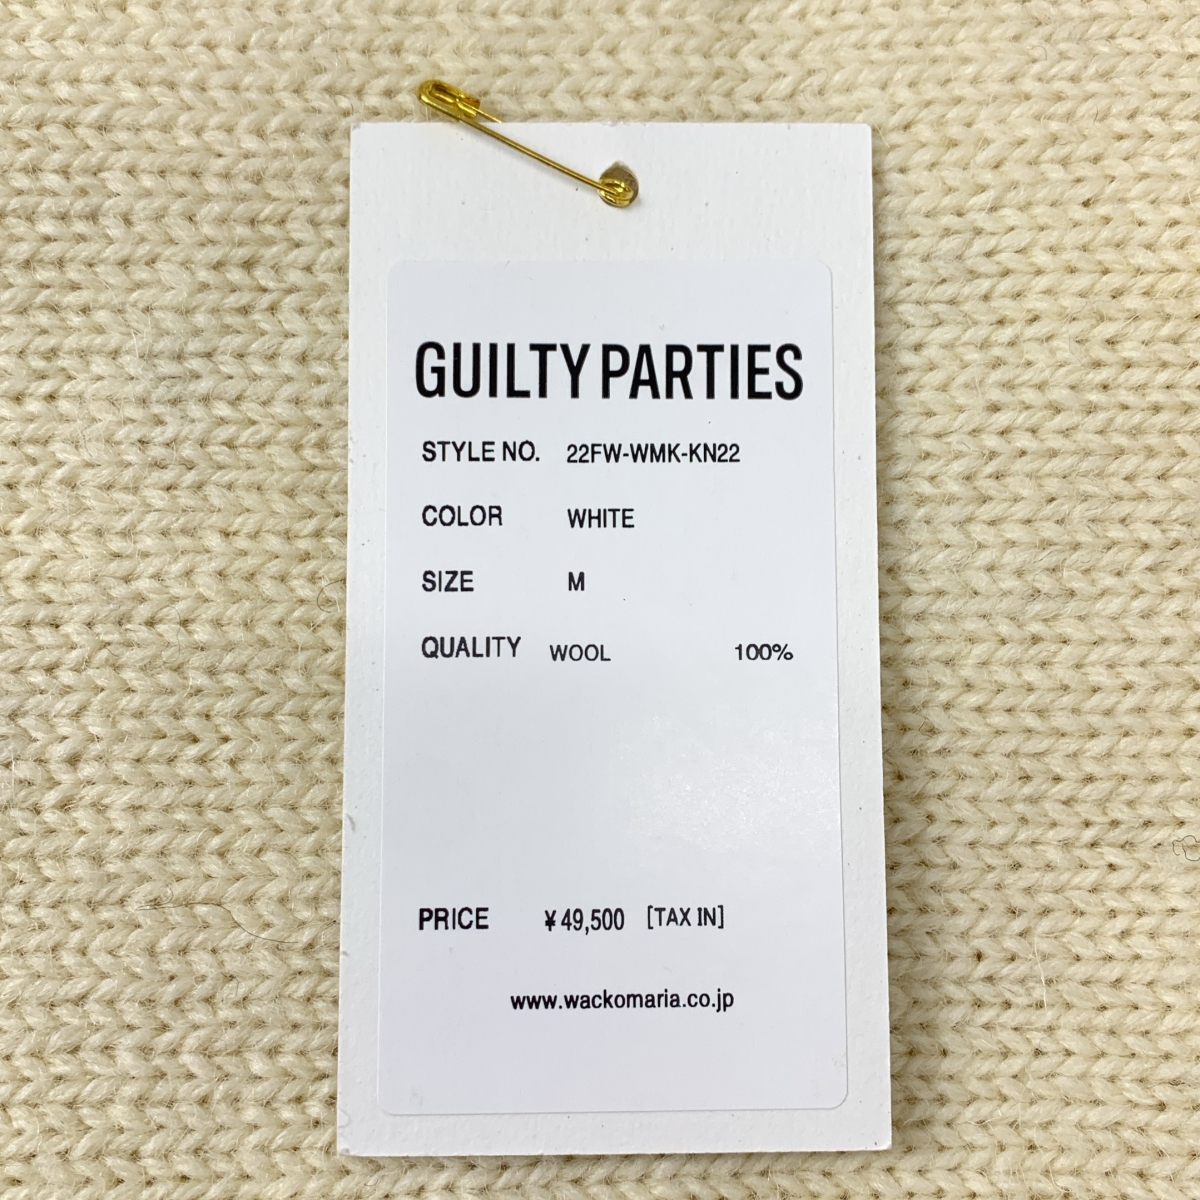 GUILTY PARTIES
STYLE NO. 22FW-WMK-KN22
COLOR WHITE
SIZE M
QUALITY WOOL 100%
PRICE ¥49,500 [TAX IN]
www.wackomaria.co.jp